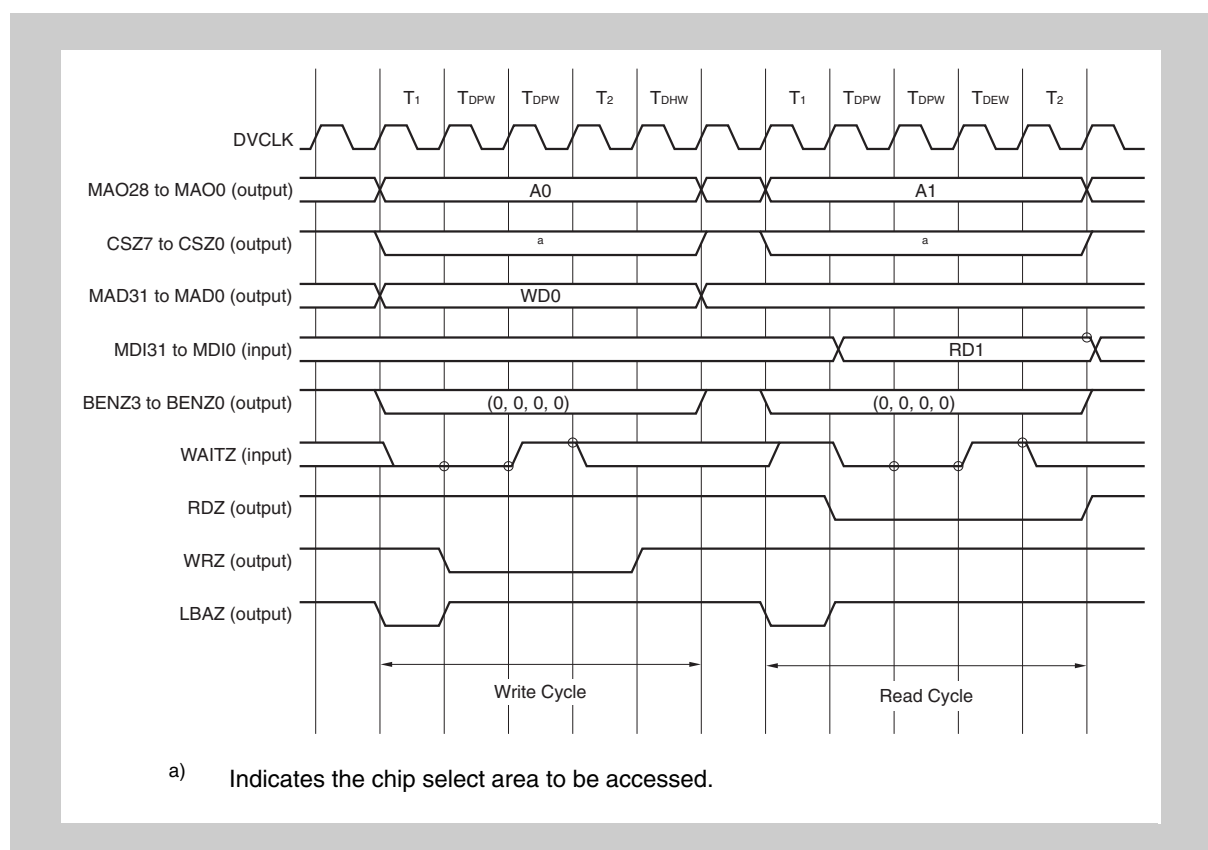 T1 TDPW TDPW T2 TDHW T1 TDPW TDPW TDEW T2
DVCLK
MAO28 to MAO0 (output) A0 A1
CSZ7 to CSZ0 (output) a a
MAD31 to MAD0 (output) WD0
MDI31 to MDI0 (input) RD1
BENZ3 to BENZ0 (output) (0, 0, 0, 0) (0, 0, 0, 0)
WAITZ (input)
RDZ (output)
WRZ (output)
LBAZ (output)
Write Cycle Read Cycle
a) Indicates the chip select area to be accessed.